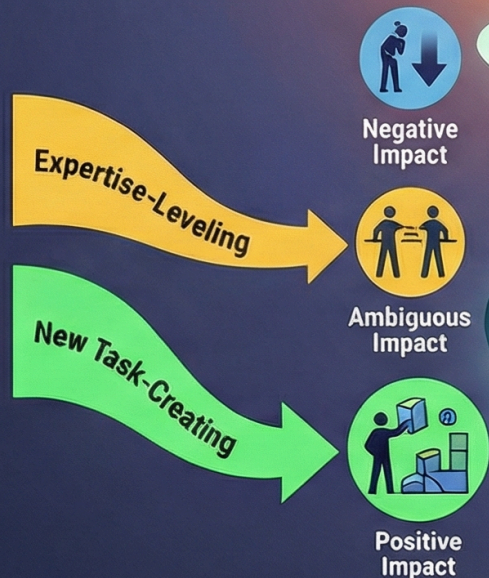 Negative
Impact
Expertise-Leveling
Ambiguous
Impact
New Task-Creating
Positive
Impact